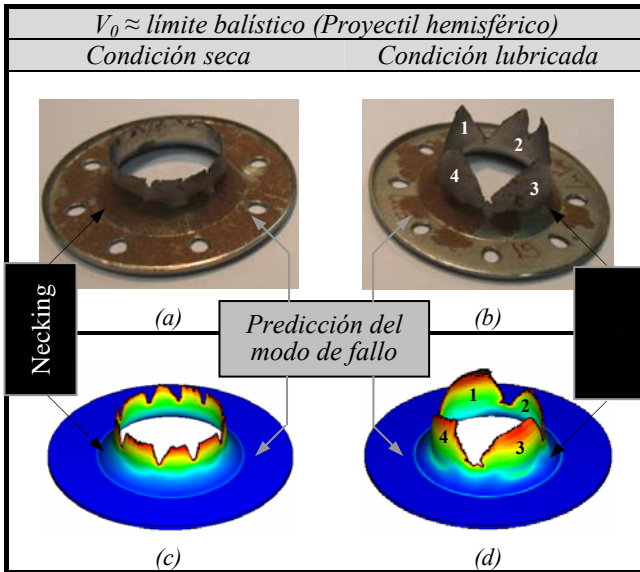 V₀ ≈ límite balístico (Proyectil hemisférico)
Condición seca
Condición lubricada
1
2
3
4
(a)
(b)
Necking
Predicción del
modo de fallo
1
2
3
4
(c)
(d)